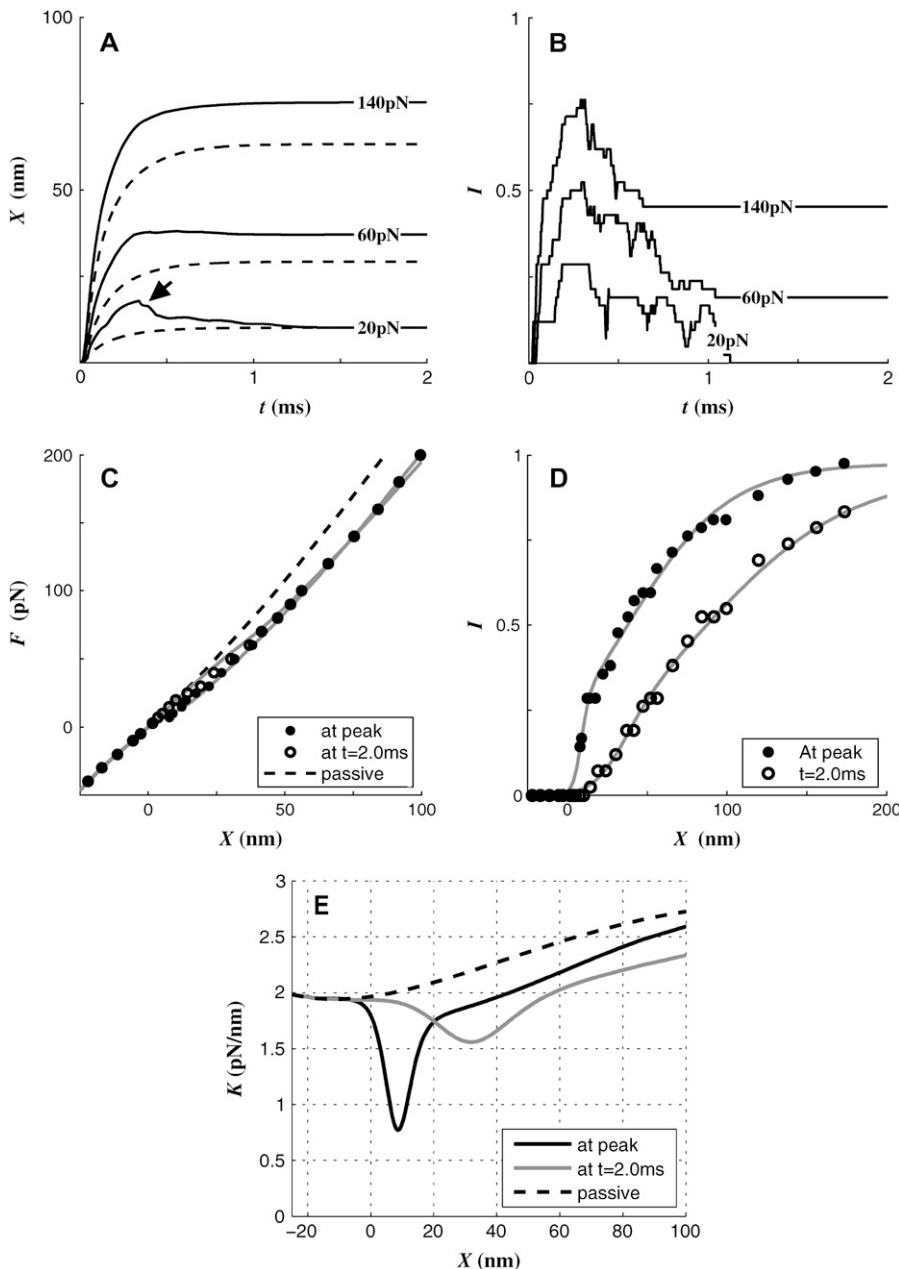 A
B
100
50
X (nm)
140pN
60pN
20pN
0
1
2
t (ms)
1
0.5
I
140pN
60pN
20pN
0
1
2
t (ms)
C
D
200
100
0
F (pN)
at peak
at t=2.0ms
passive
0
50
100
X (nm)
1
0.5
0
I
At peak
t=2.0ms
0
100
200
X (nm)
E
3
2.5
2
1.5
1
0.5
0
K (pN/nm)
at peak
at t=2.0ms
passive
−20
0
20
40
60
80
100
X (nm)